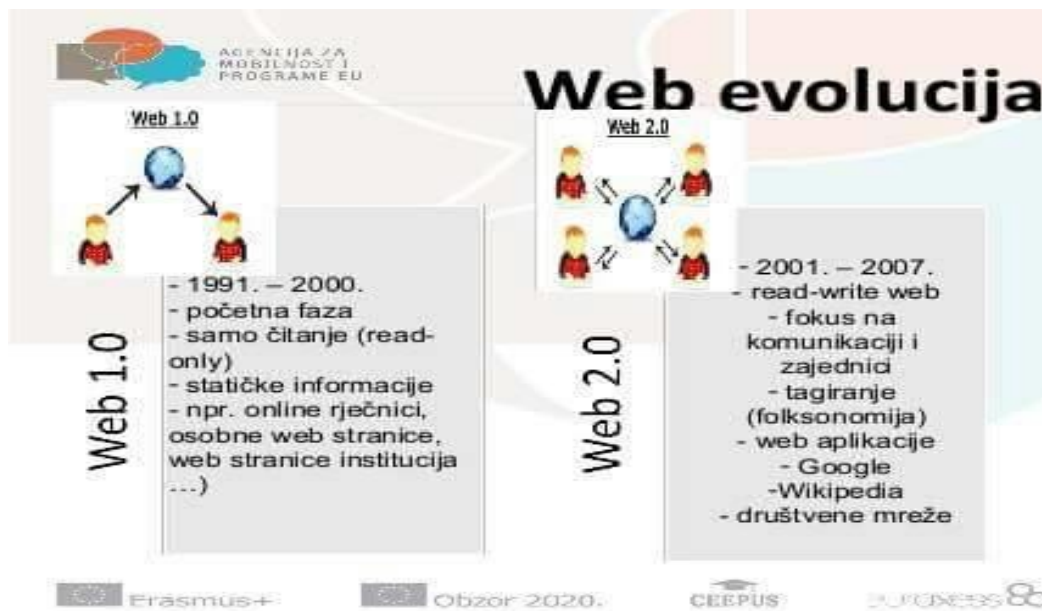 AGENCIJA ZA
MOBILNOST I
PROGRAME EU
Web evolucija
Web 1.0
Web 2.0
Web 1.0
- 1991. – 2000.
- početna faza
- samo čitanje (read-
only)
- statičke informacije
- npr. online rječnici,
osobne web stranice,
web stranice institucija
...)
Web 2.0
- 2001. – 2007.
- read-write web
- fokus na
komunikaciji i
zajednici
- tagiranje
(folksonomija)
- web aplikacije
- Google
-Wikipedia
- društvene mreže
Erasmus+
Obzor 2020.
CEEPUS